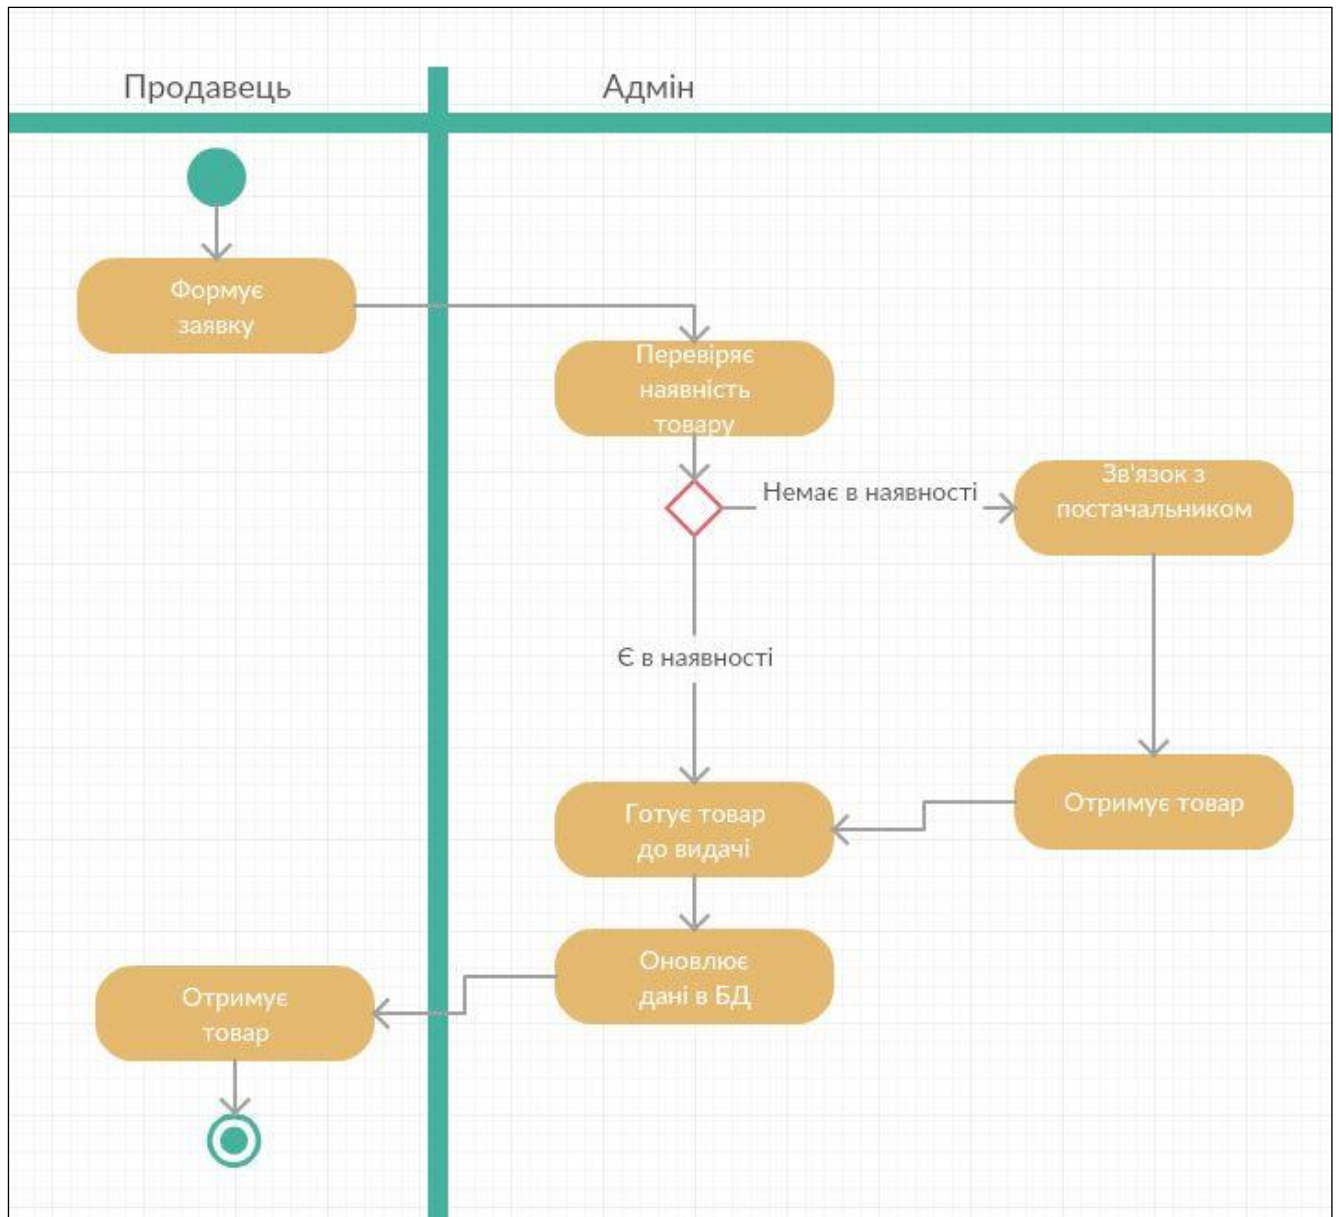 Продавець
Адмін
Формує
заявку
Перевіряє
наявність
товару
Немає в наявності
Зв'язок з
постачальником
Є в наявності
Отримує товар
Готує товар
до видачі
Оновлює
дані в БД
Отримує
товар